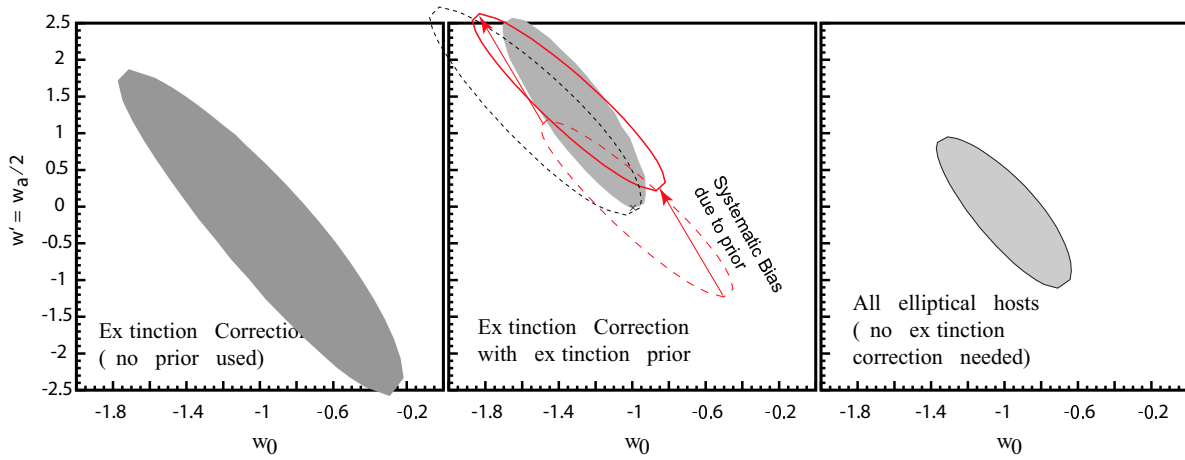 w' = wa/2
2.5
2
1.5
1
0.5
0
-0.5
-1
-1.5
-2
-2.5
Ex tinction Correction
( no prior used)
-1.8 -1.4 -1 -0.6 -0.2
w0
Systematic Bias
due to prior
Ex tinction Correction
with ex tinction prior
-1.8 -1.4 -1 -0.6 -0.2
w0
All elliptical hosts
( no ex tinction
correction needed)
-1.8 -1.4 -1 -0.6 -0.2
w0